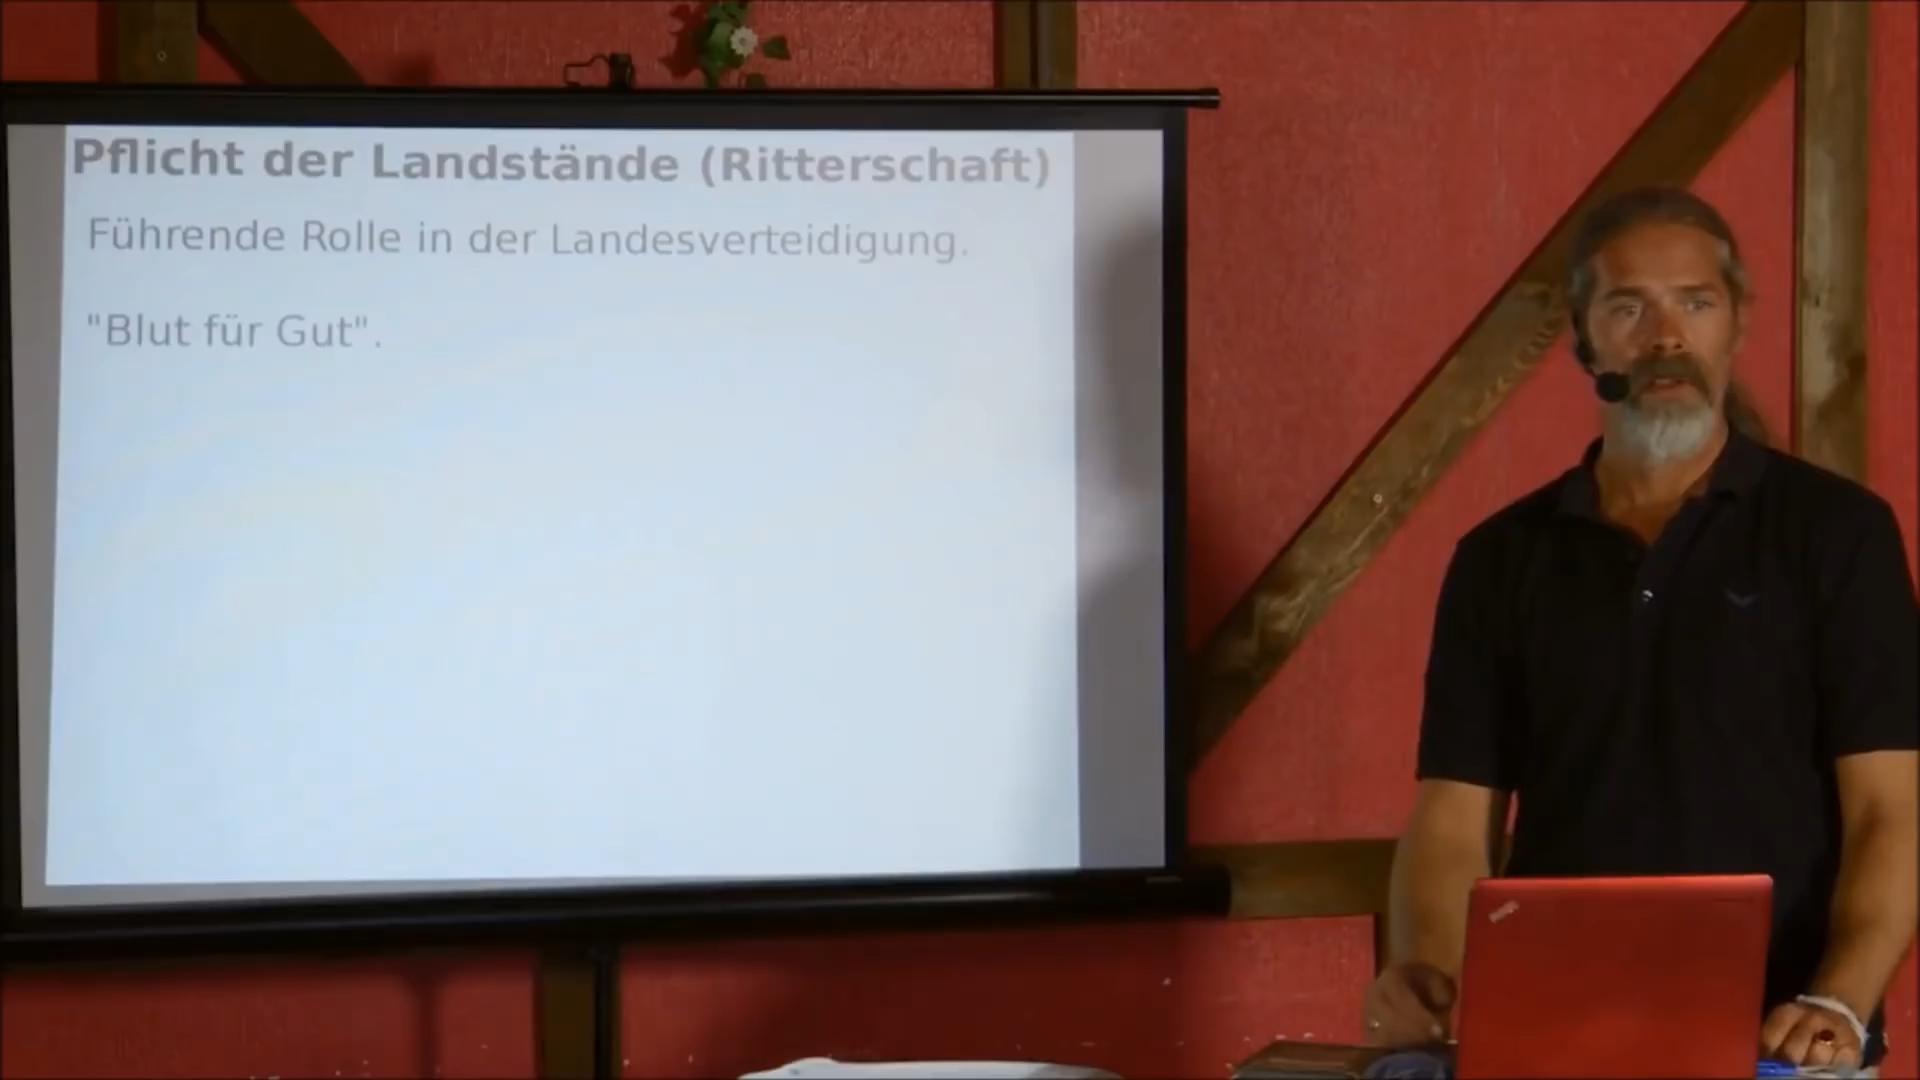 Pflicht der Landstände (Ritterschaft)
Führende Rolle in der Landesverteidigung.
"Blut für Gut".